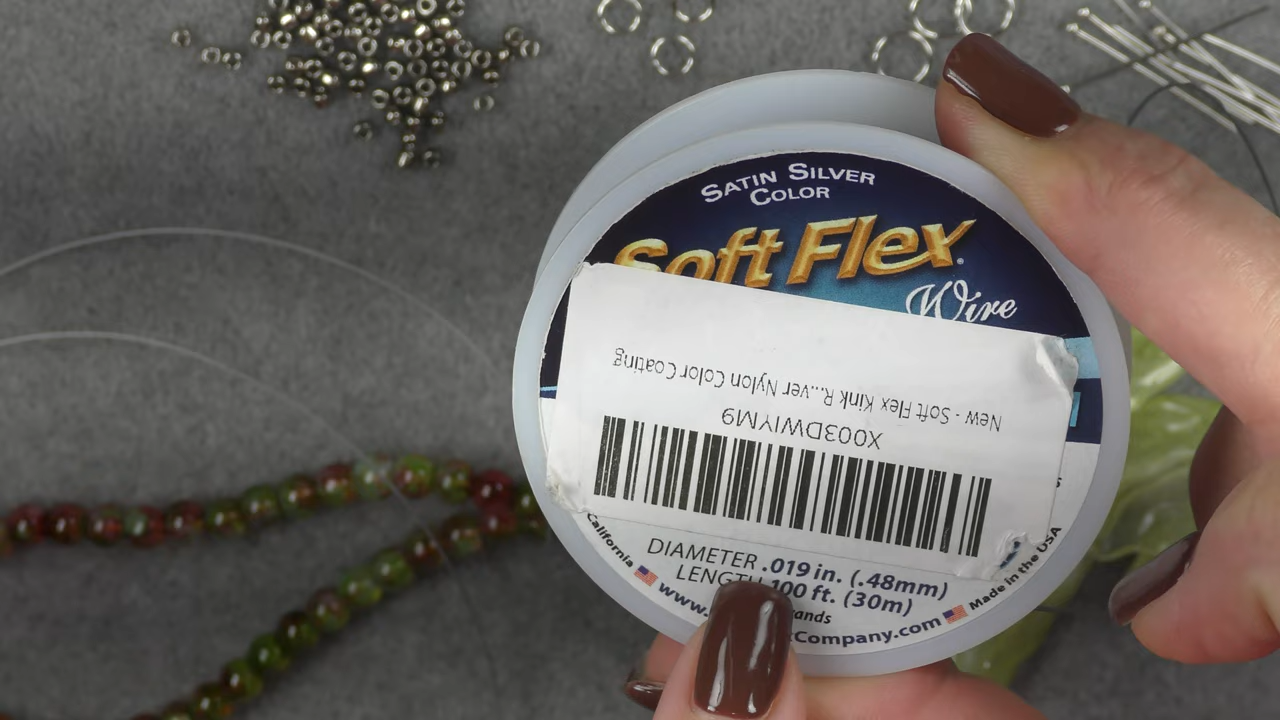 SATIN SILVER
COLOR
Soft Flex®
Wire
New - Soft Flex Kink R...ver Nylon Color Coating
X003DWIYM9
DIAMETER .019 in. (.48mm)
LENGTH 100 ft. (30m)
California
Made in the USA
www. Company.com